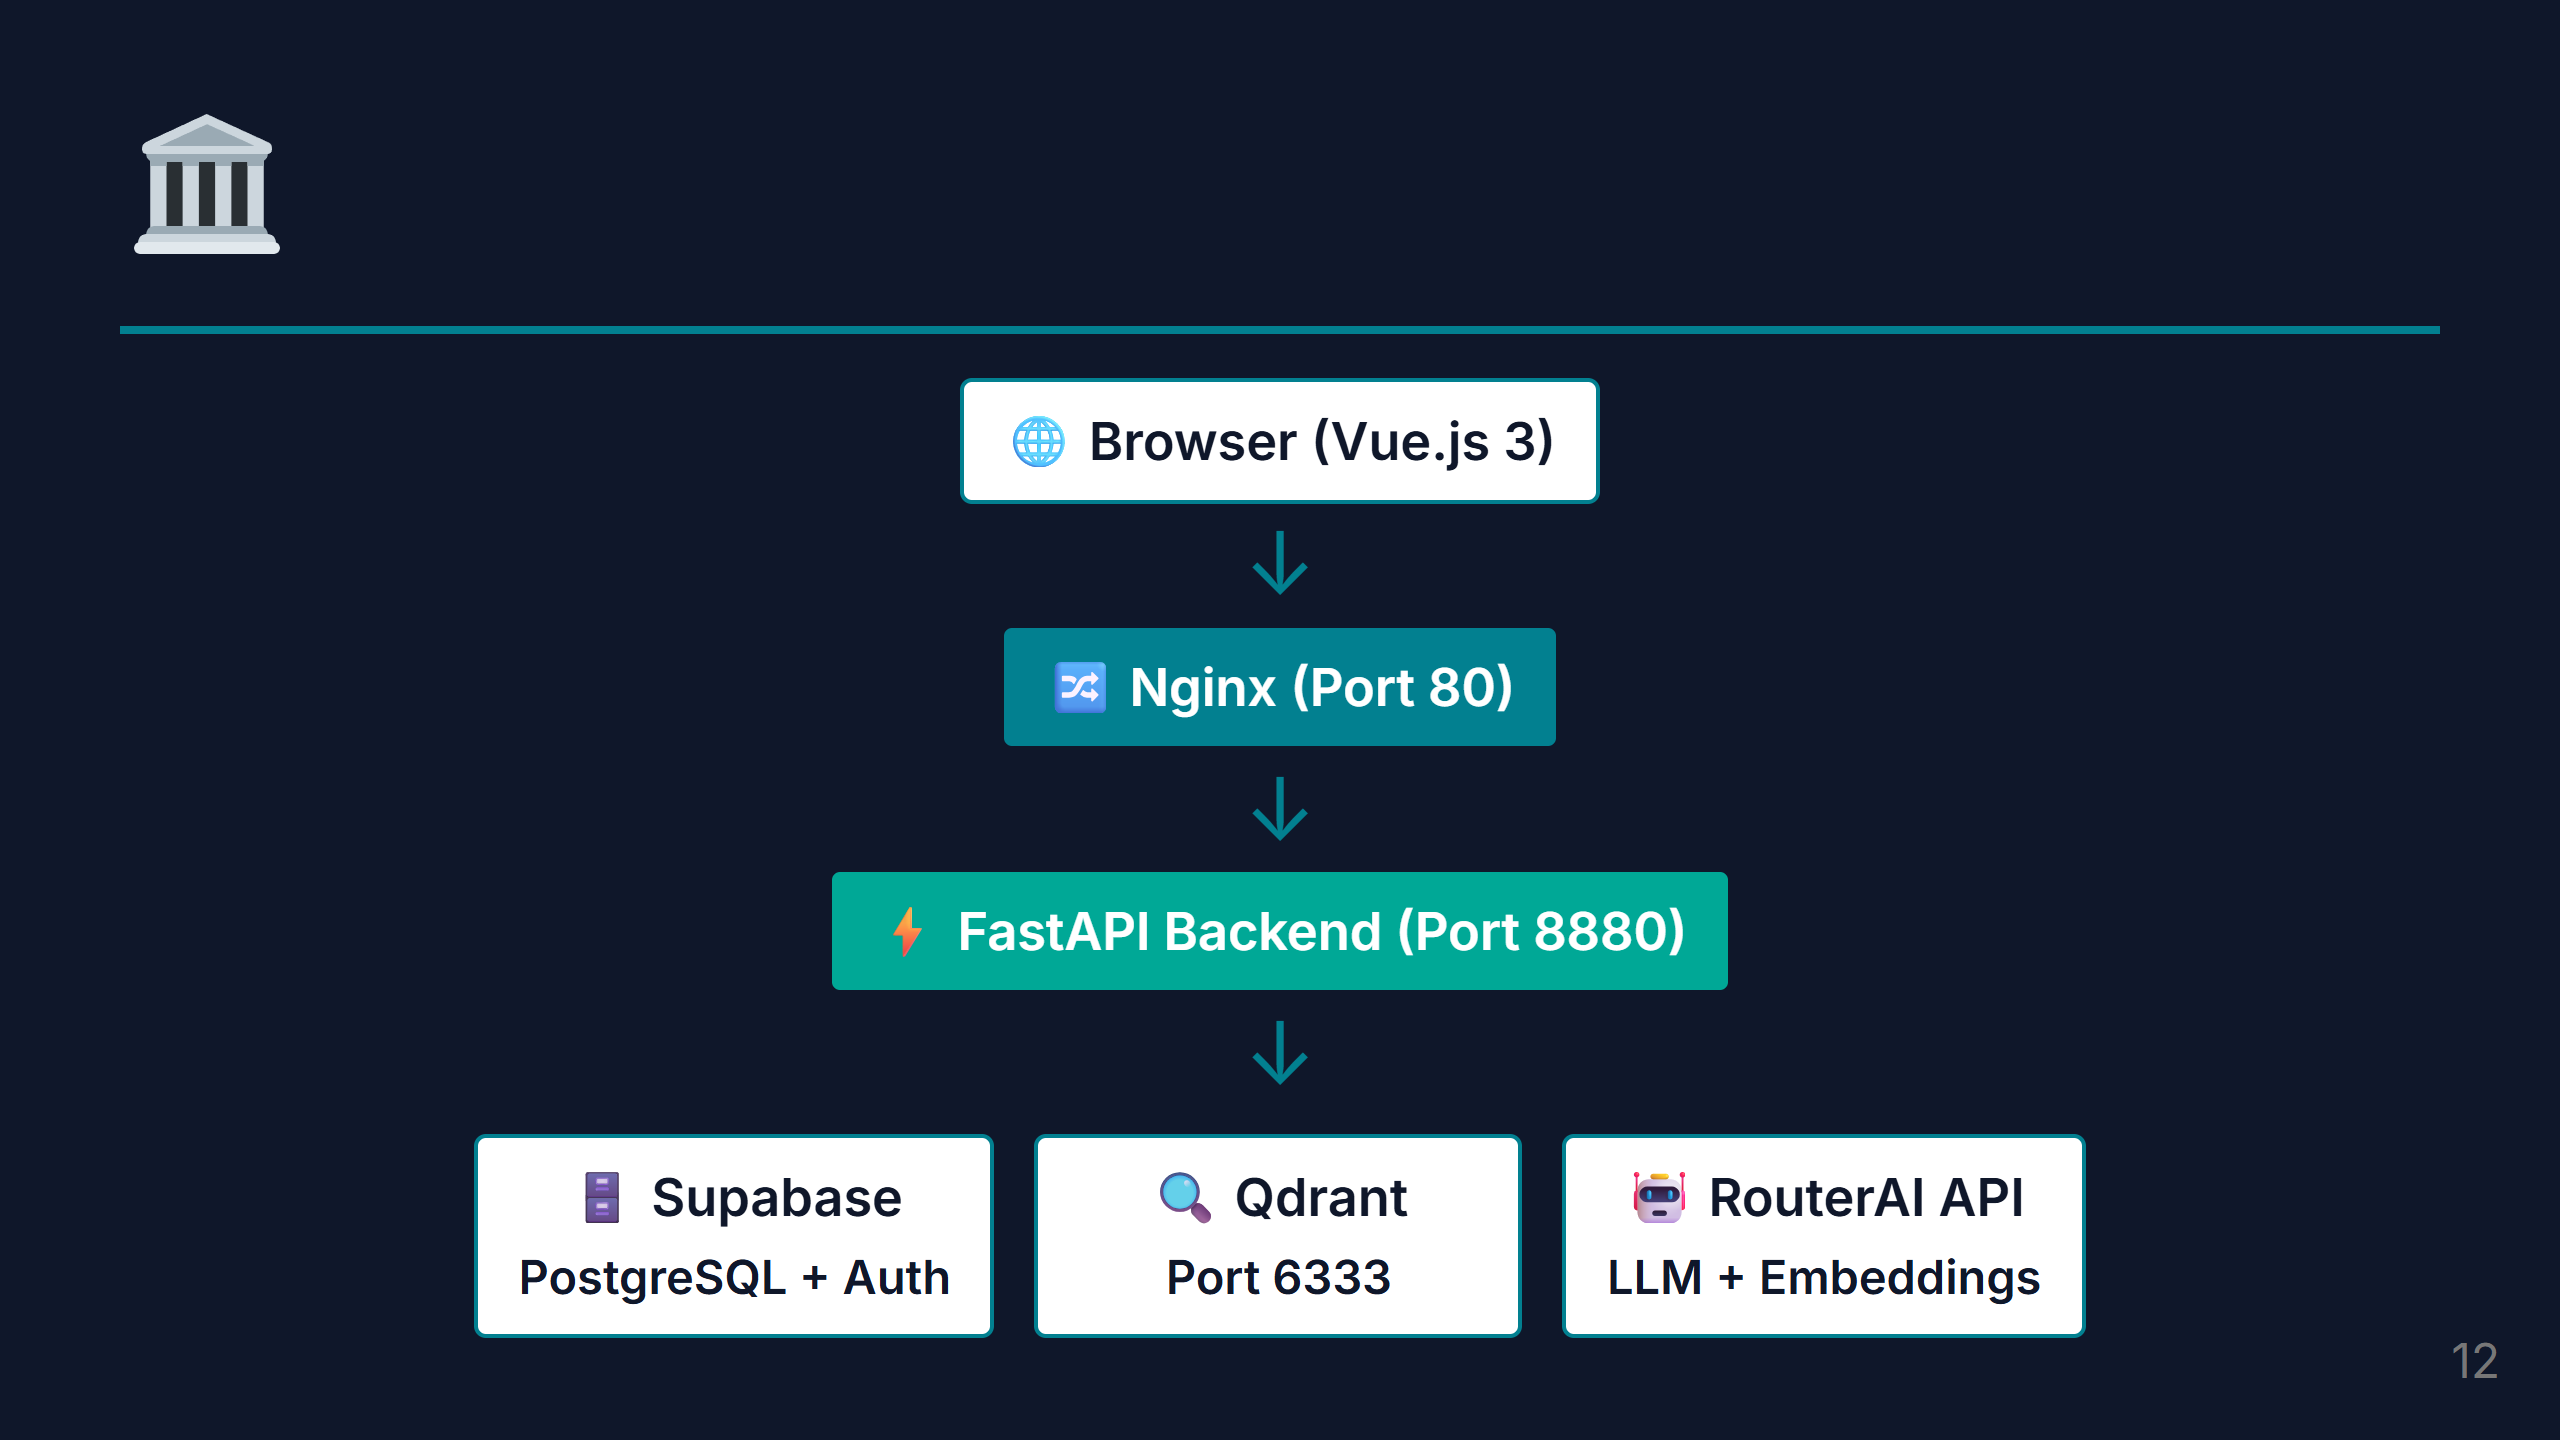 Browser (Vue.js 3)
Nginx (Port 80)
FastAPI Backend (Port 8880)
Supabase
PostgreSQL + Auth
Qdrant
Port 6333
RouterAI API
LLM + Embeddings
12